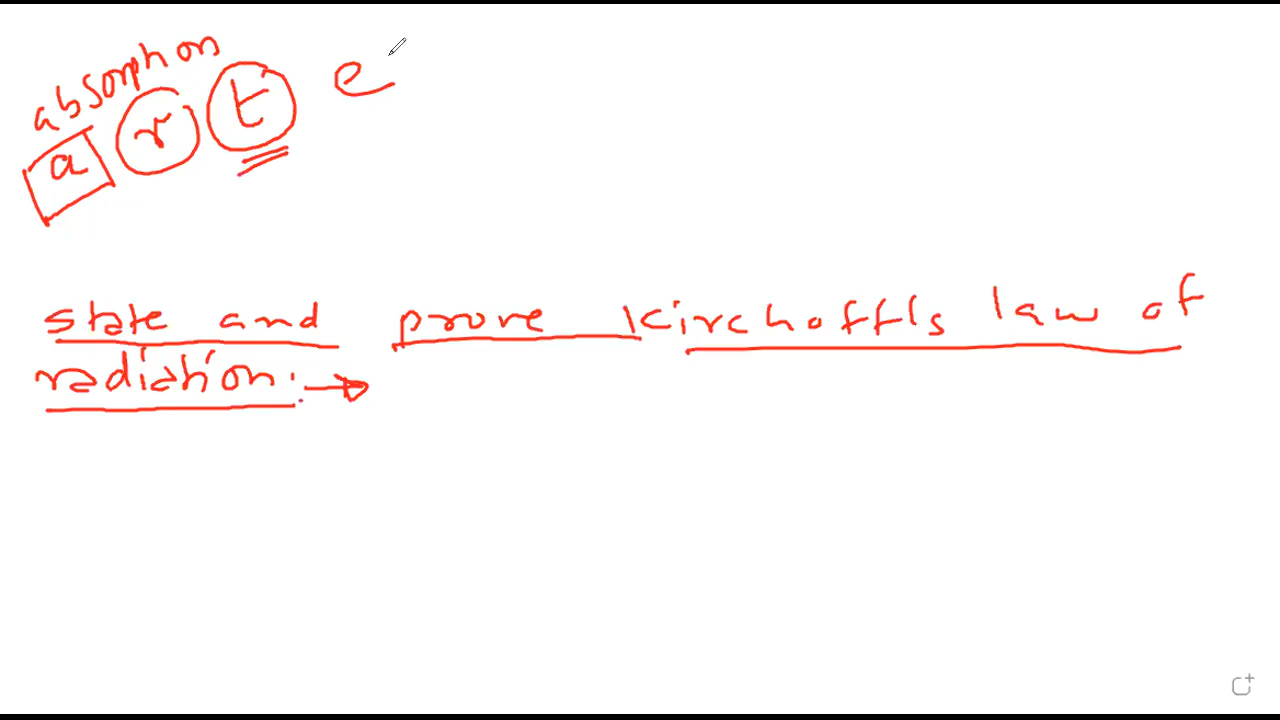 absorption
a r t e
state and prove Kirchoff's law of
radiation. →